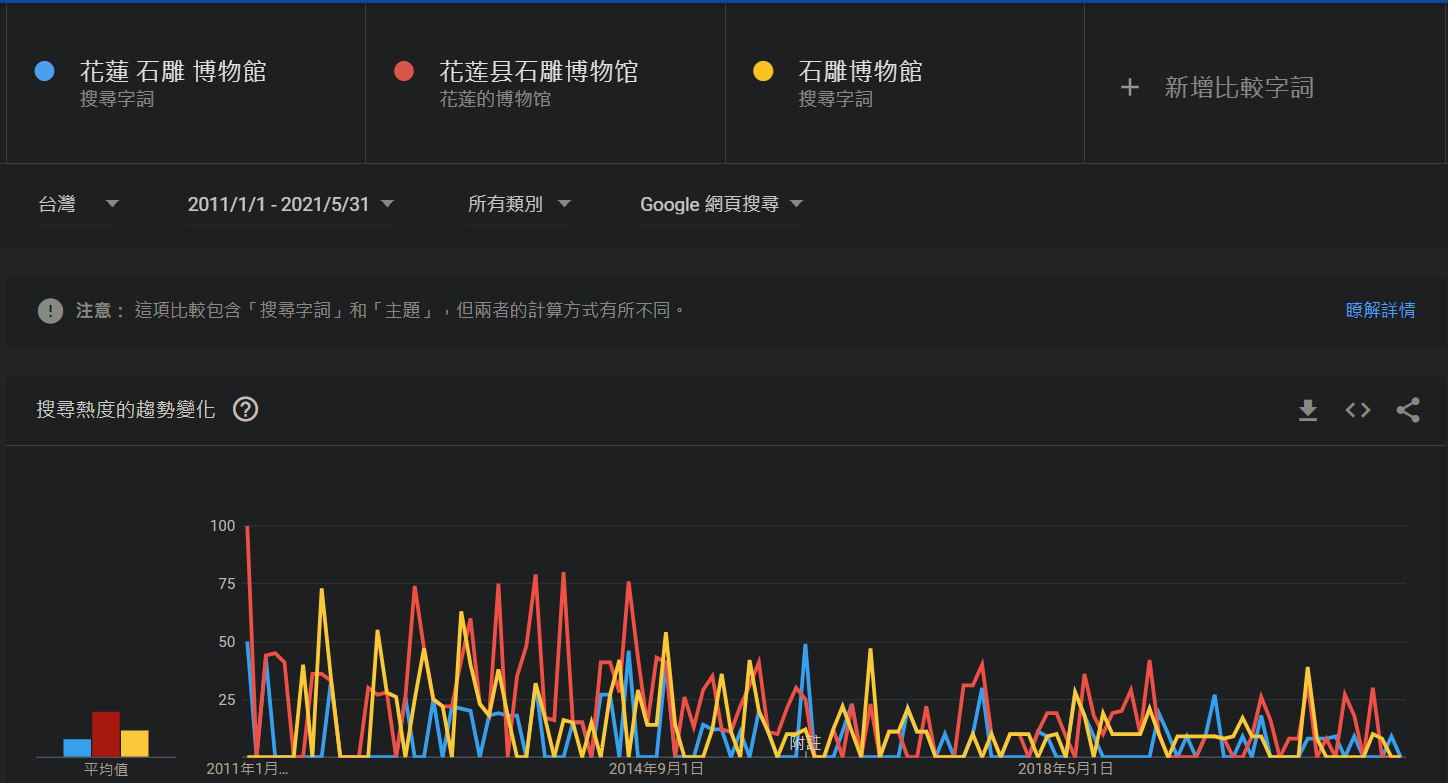 花蓮 石雕 博物館
搜尋字詞
花莲县石雕博物馆
花莲的博物馆
石雕博物館
搜尋字詞
+ 新增比較字詞
台灣
2011/1/1 - 2021/5/31
所有類別
Google 網頁搜尋
注意： 這項比較包含「搜尋字詞」和「主題」，但兩者的計算方式有所不同。
瞭解詳情
搜尋熱度的趨勢變化
100
75
50
25
附註
平均值
2011年1月…
2014年9月1日
2018年5月1日